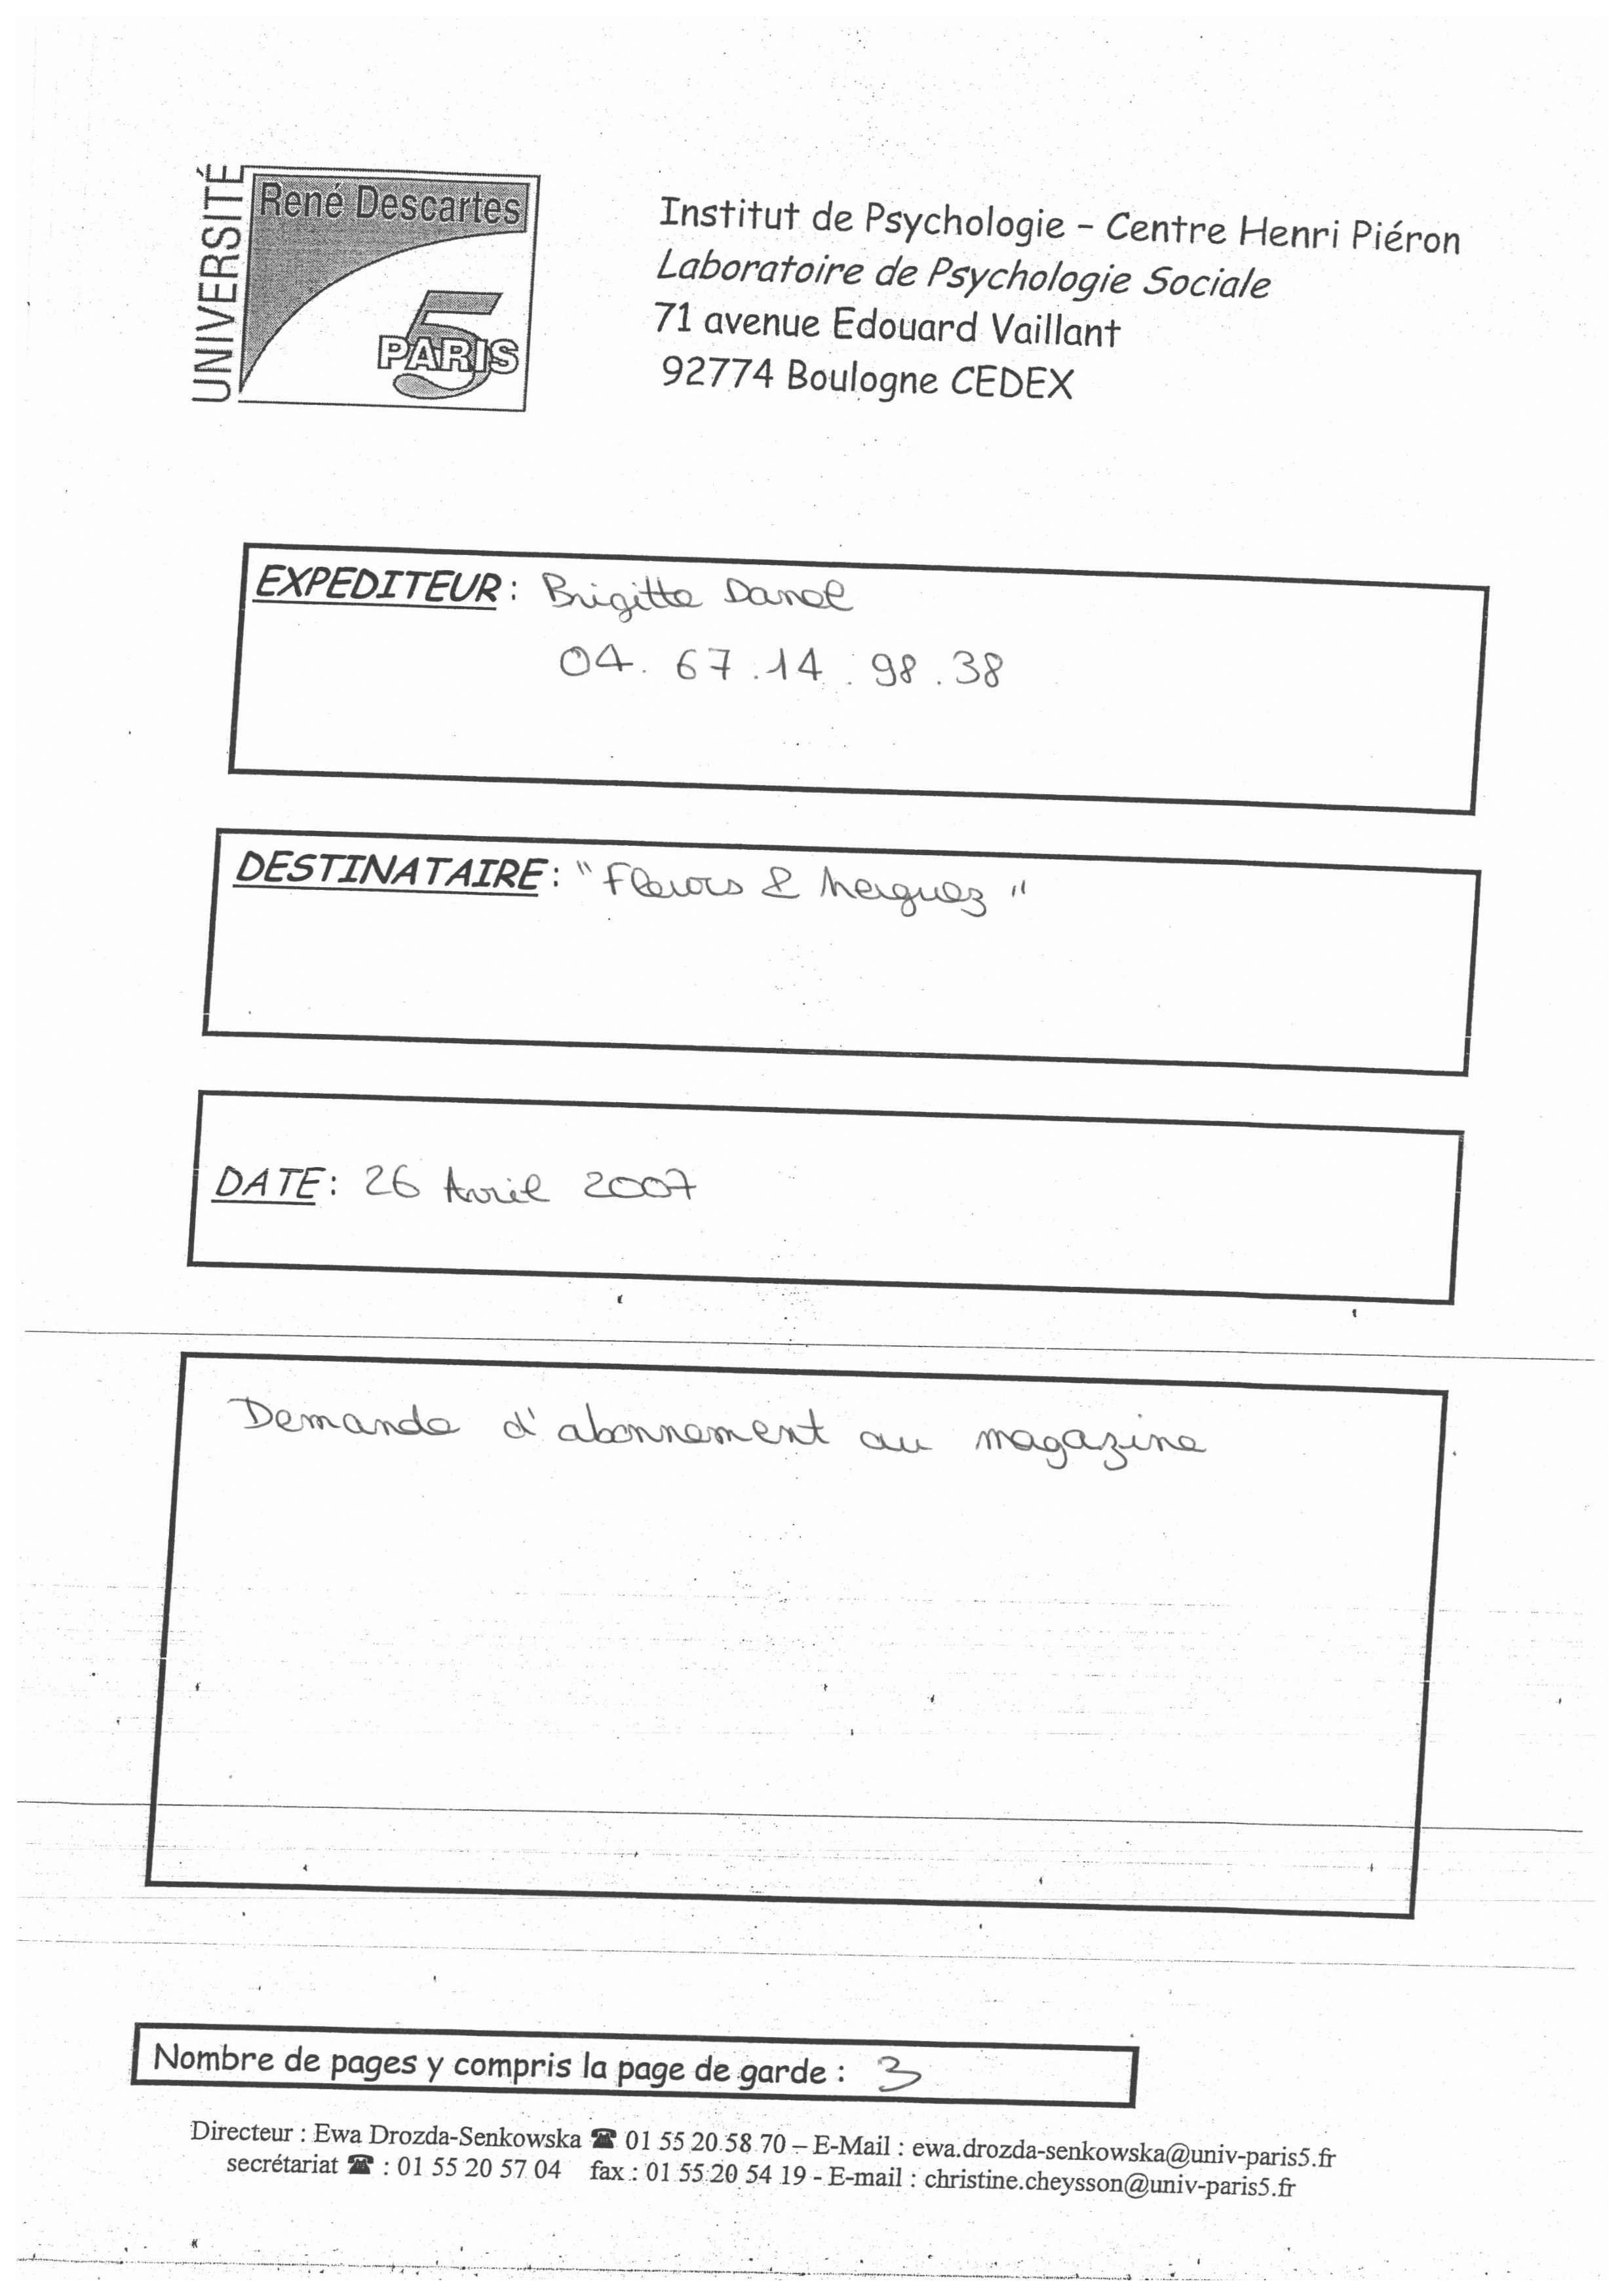 UNIVERSITÉ
René Descartes
5
PARIS
Institut de Psychologie – Centre Henri Piéron
Laboratoire de Psychologie Sociale
71 avenue Edouard Vaillant
92774 Boulogne CEDEX
EXPEDITEUR : Brigitte Danel
04. 67.14.98.38
DESTINATAIRE : "Fleurs & Merguez"
DATE : 26 Avril 2007
Demande d'abonnement au magazine
Nombre de pages y compris la page de garde : 3
Directeur : Ewa Drozda-Senkowska ☎ 01 55 20 58 70 – E-Mail : ewa.drozda-senkowska@univ-paris5.fr
secrétariat ☎ : 01 55 20 57 04 fax : 01 55 20 54 19 - E-mail : christine.cheysson@univ-paris5.fr